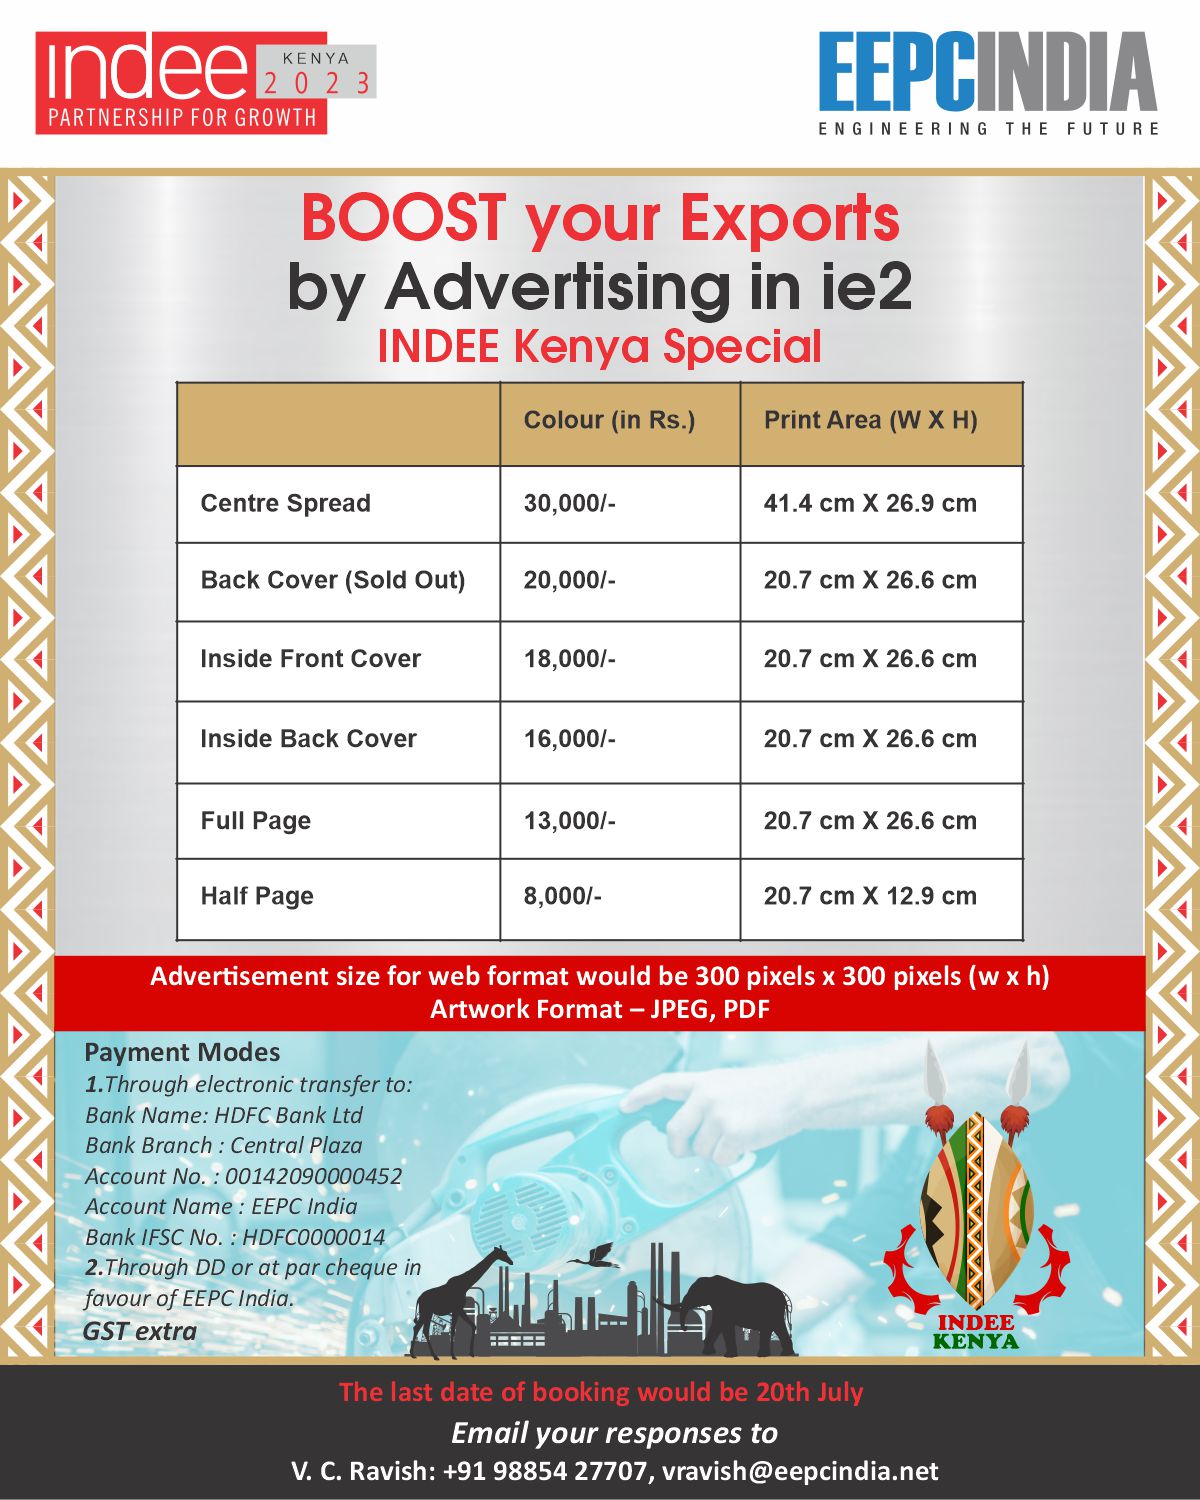 indee
KENYA
2023
PARTNERSHIP FOR GROWTH
EEPCINDIA
ENGINEERING THE FUTURE
BOOST your Exports
by Advertising in ie2
INDEE Kenya Special
Colour (in Rs.) Print Area (W X H)
Centre Spread 30,000/- 41.4 cm X 26.9 cm
Back Cover (Sold Out) 20,000/- 20.7 cm X 26.6 cm
Inside Front Cover 18,000/- 20.7 cm X 26.6 cm
Inside Back Cover 16,000/- 20.7 cm X 26.6 cm
Full Page 13,000/- 20.7 cm X 26.6 cm
Half Page 8,000/- 20.7 cm X 12.9 cm
Advertisement size for web format would be 300 pixels x 300 pixels (w x h)
Artwork Format – JPEG, PDF
Payment Modes
1.Through electronic transfer to:
Bank Name: HDFC Bank Ltd
Bank Branch : Central Plaza
Account No. : 00142090000452
Account Name : EEPC India
Bank IFSC No. : HDFC0000014
2.Through DD or at par cheque in
favour of EEPC India.
GST extra
INDEE
KENYA
The last date of booking would be 20th July
Email your responses to
V. C. Ravish: +91 98854 27707, vravish@eepcindia.net